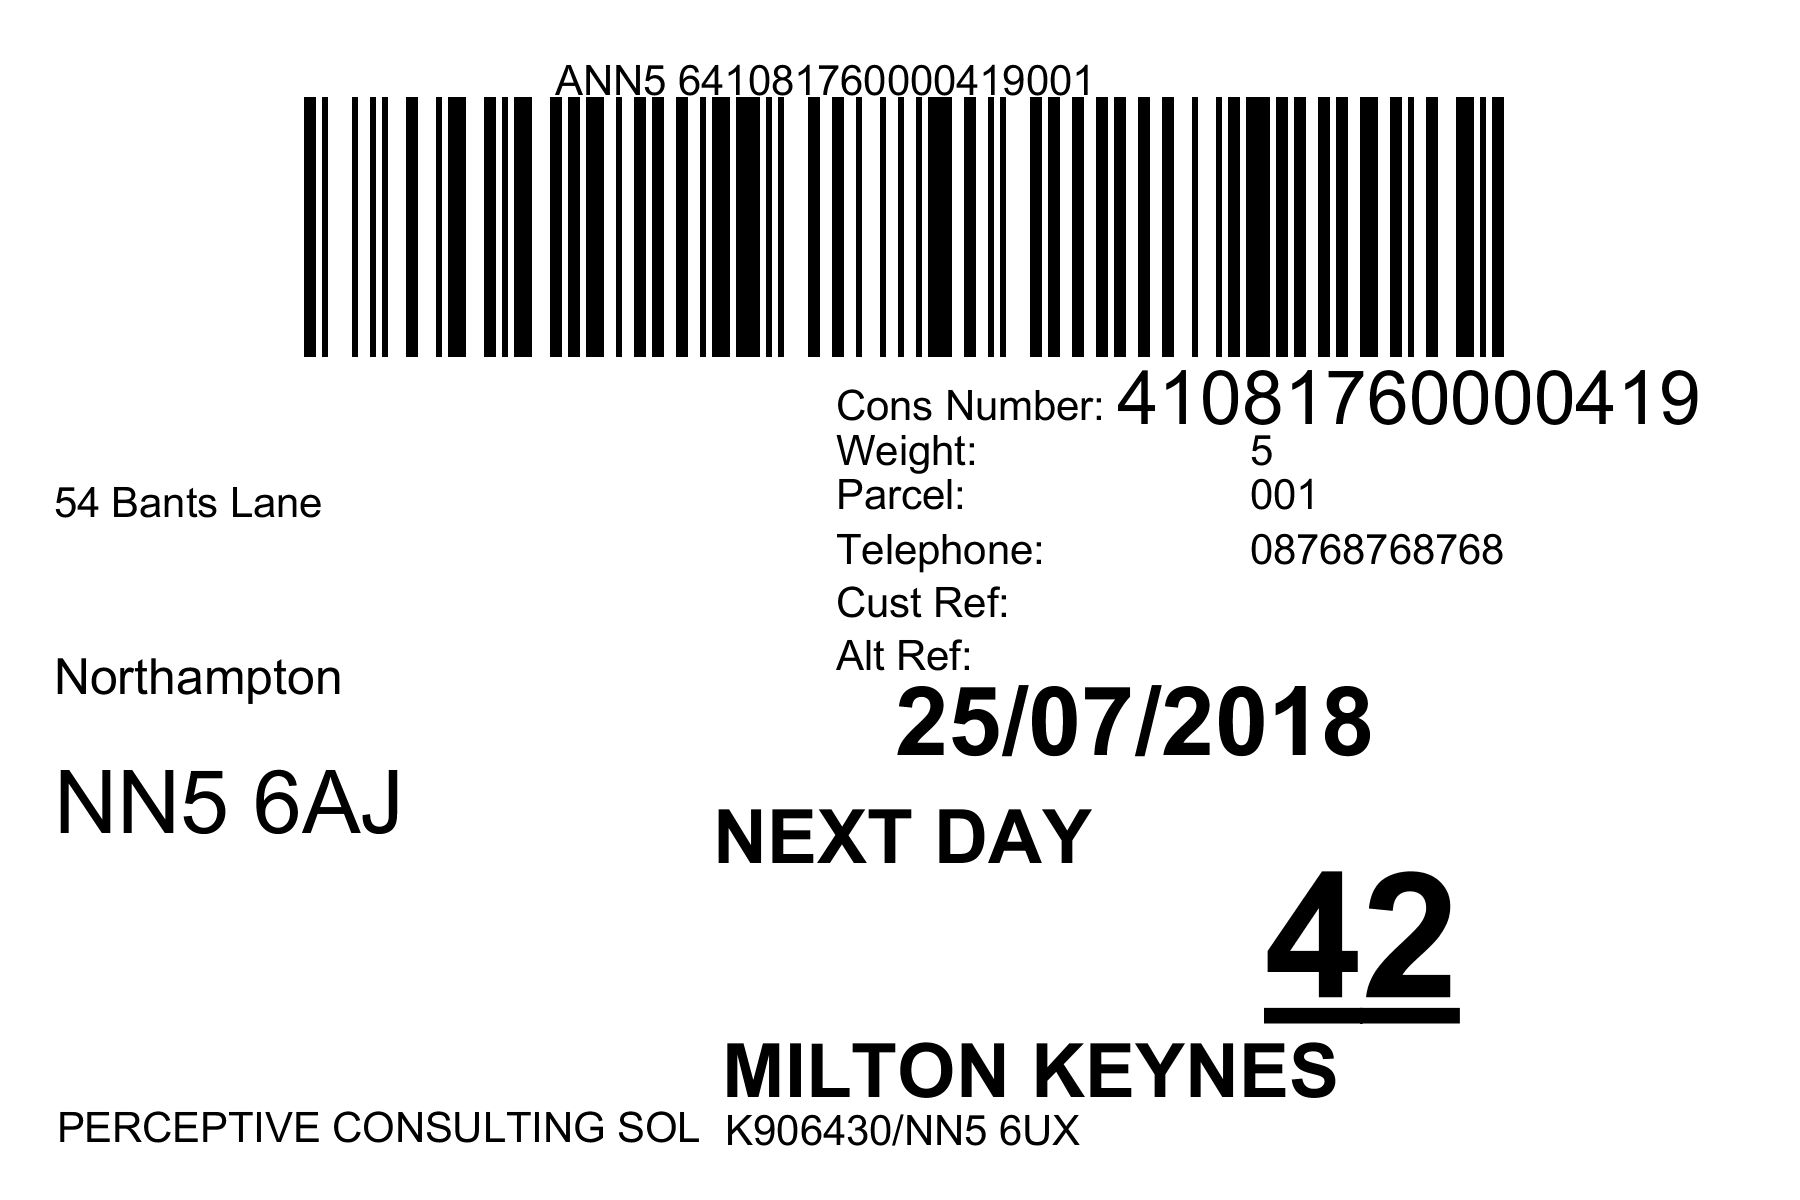 ANN5 641081760000419001
Cons Number: 41081760000419
Weight: 5
Parcel: 001
Telephone: 08768768768
Cust Ref:
Alt Ref:
54 Bants Lane
Northampton
NN5 6AJ
25/07/2018
NEXT DAY
42
MILTON KEYNES
PERCEPTIVE CONSULTING SOL K906430/NN5 6UX